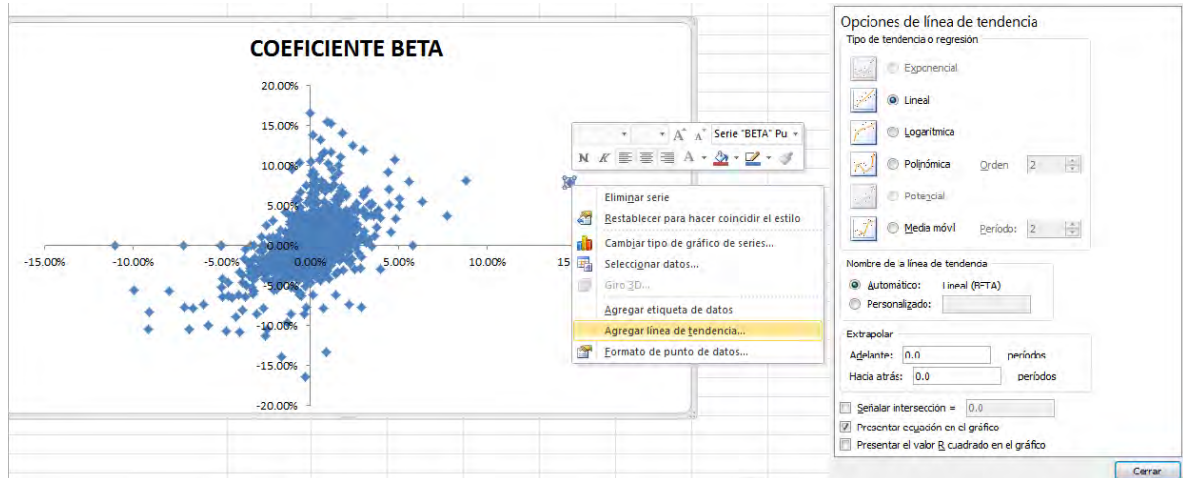 COEFICIENTE BETA
20.00%
15.00%
10.00%
5.00%
0.00%
-15.00% -10.00% -5.00% 0.00% 5.00% 10.00% 15
-5.00%
-10.00%
-15.00%
-20.00%
A A Serie "BETA" Pu
N K A
Eliminar serie
Restablecer para hacer coincidir el estilo
Cambiar tipo de gráfico de series...
Seleccionar datos...
Giro 3D...
Agregar etiqueta de datos
Agregar línea de tendencia...
Formato de punto de datos...
Opciones de línea de tendencia
Tipo de tendencia o regresión
Exponencial
Lineal
Logarítmica
Polinómica Orden 2
Potencial
Media móvil Período: 2
Nombre de la línea de tendencia
Automático: Lineal (BETA)
Personalizado:
Extrapolar
Adelante: 0.0 períodos
Hacia atrás: 0.0 períodos
Señalar intersección = 0.0
Presentar ecuación en el gráfico
Presentar el valor R cuadrado en el gráfico
Cerrar